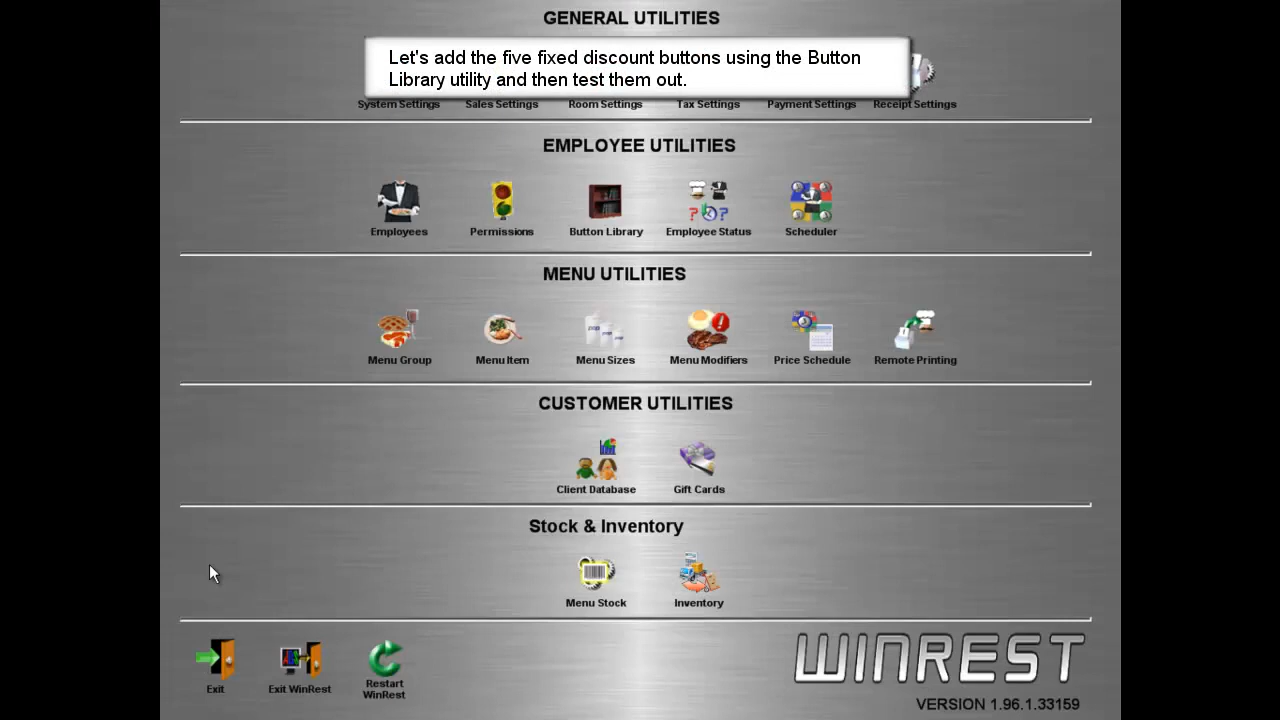 GENERAL UTILITIES
Let's add the five fixed discount buttons using the Button
Library utility and then test them out.
System Settings Sales Settings Room Settings Tax Settings Payment Settings Receipt Settings
EMPLOYEE UTILITIES
Employees Permissions Button Library Employee Status Scheduler
MENU UTILITIES
Menu Group Menu Item Menu Sizes Menu Modifiers Price Schedule Remote Printing
CUSTOMER UTILITIES
Client Database Gift Cards
Stock & Inventory
Menu Stock Inventory
Exit Exit WinRest Restart
WinRest
WINREST
VERSION 1.96.1.33159